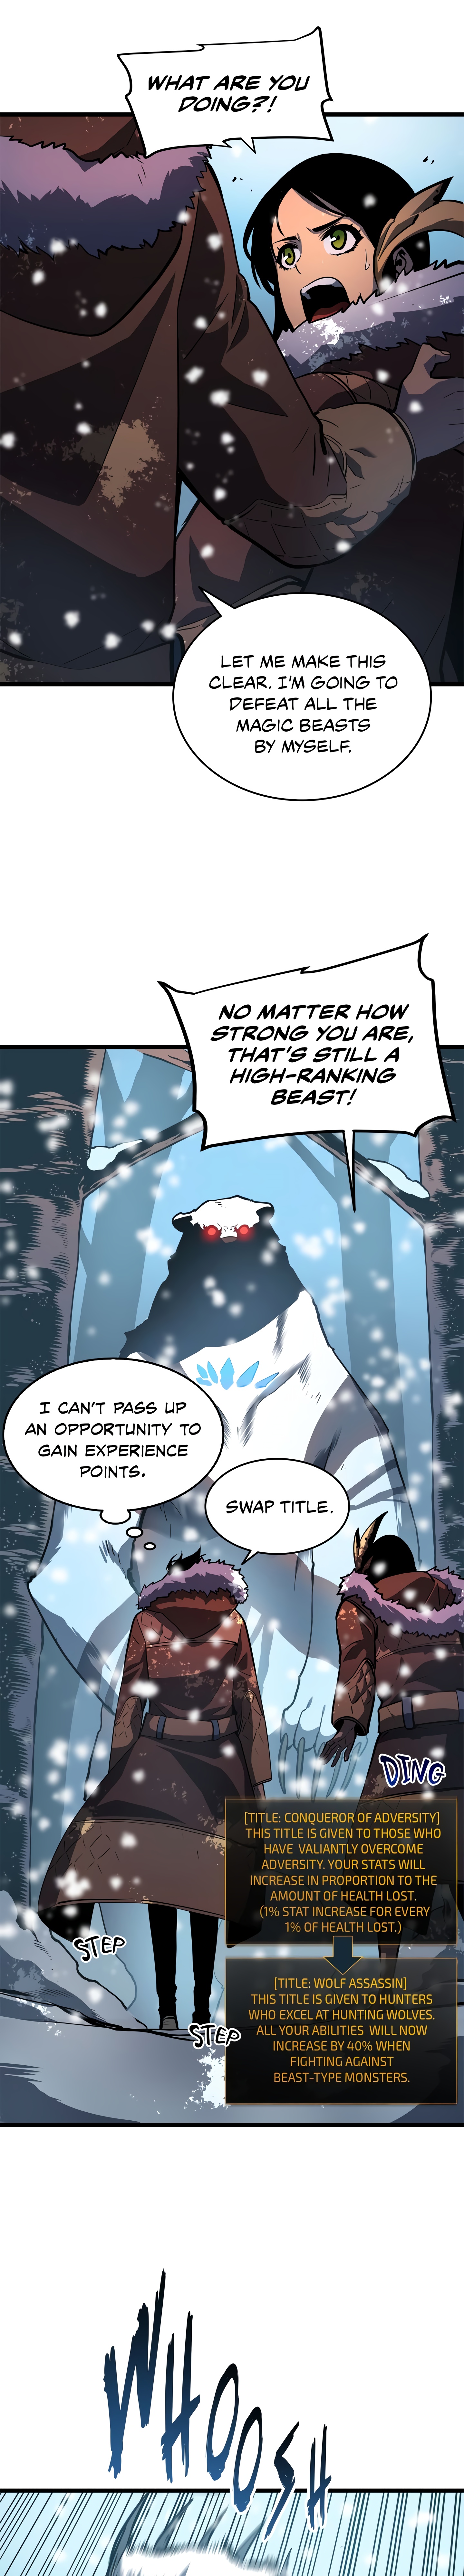 WHAT ARE YOU
DOING?!
LET ME MAKE THIS
CLEAR. I'M GOING TO
DEFEAT ALL THE
MAGIC BEASTS
BY MYSELF.
NO MATTER HOW
STRONG YOU ARE,
THAT'S STILL A
HIGH-RANKING
BEAST!
I CAN'T PASS UP
AN OPPORTUNITY TO
GAIN EXPERIENCE
POINTS.
SWAP TITLE.
DING
[TITLE: CONQUEROR OF ADVERSITY]
THIS TITLE IS GIVEN TO THOSE WHO
HAVE VALIANTLY OVERCOME
ADVERSITY. YOUR STATS WILL
INCREASE IN PROPORTION TO THE
AMOUNT OF HEALTH LOST.
(1% STAT INCREASE FOR EVERY
1% OF HEALTH LOST.)
STEP
[TITLE: WOLF ASSASSIN]
THIS TITLE IS GIVEN TO HUNTERS
WHO EXCEL AT HUNTING WOLVES.
ALL YOUR ABILITIES WILL NOW
INCREASE BY 40% WHEN
FIGHTING AGAINST
BEAST-TYPE MONSTERS.
STEP
WHOOSH